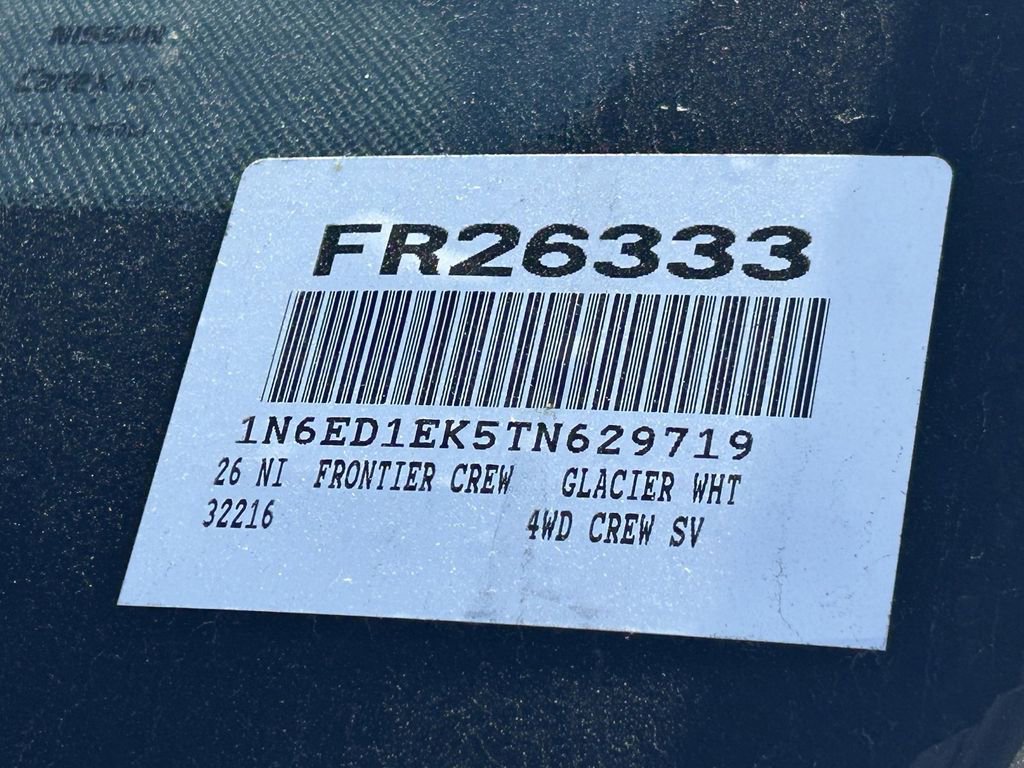 NISSAN
FR26333
1N6ED1EK5TN629719
26 NI FRONTIER CREW GLACIER WHT
32216 4WD CREW SV